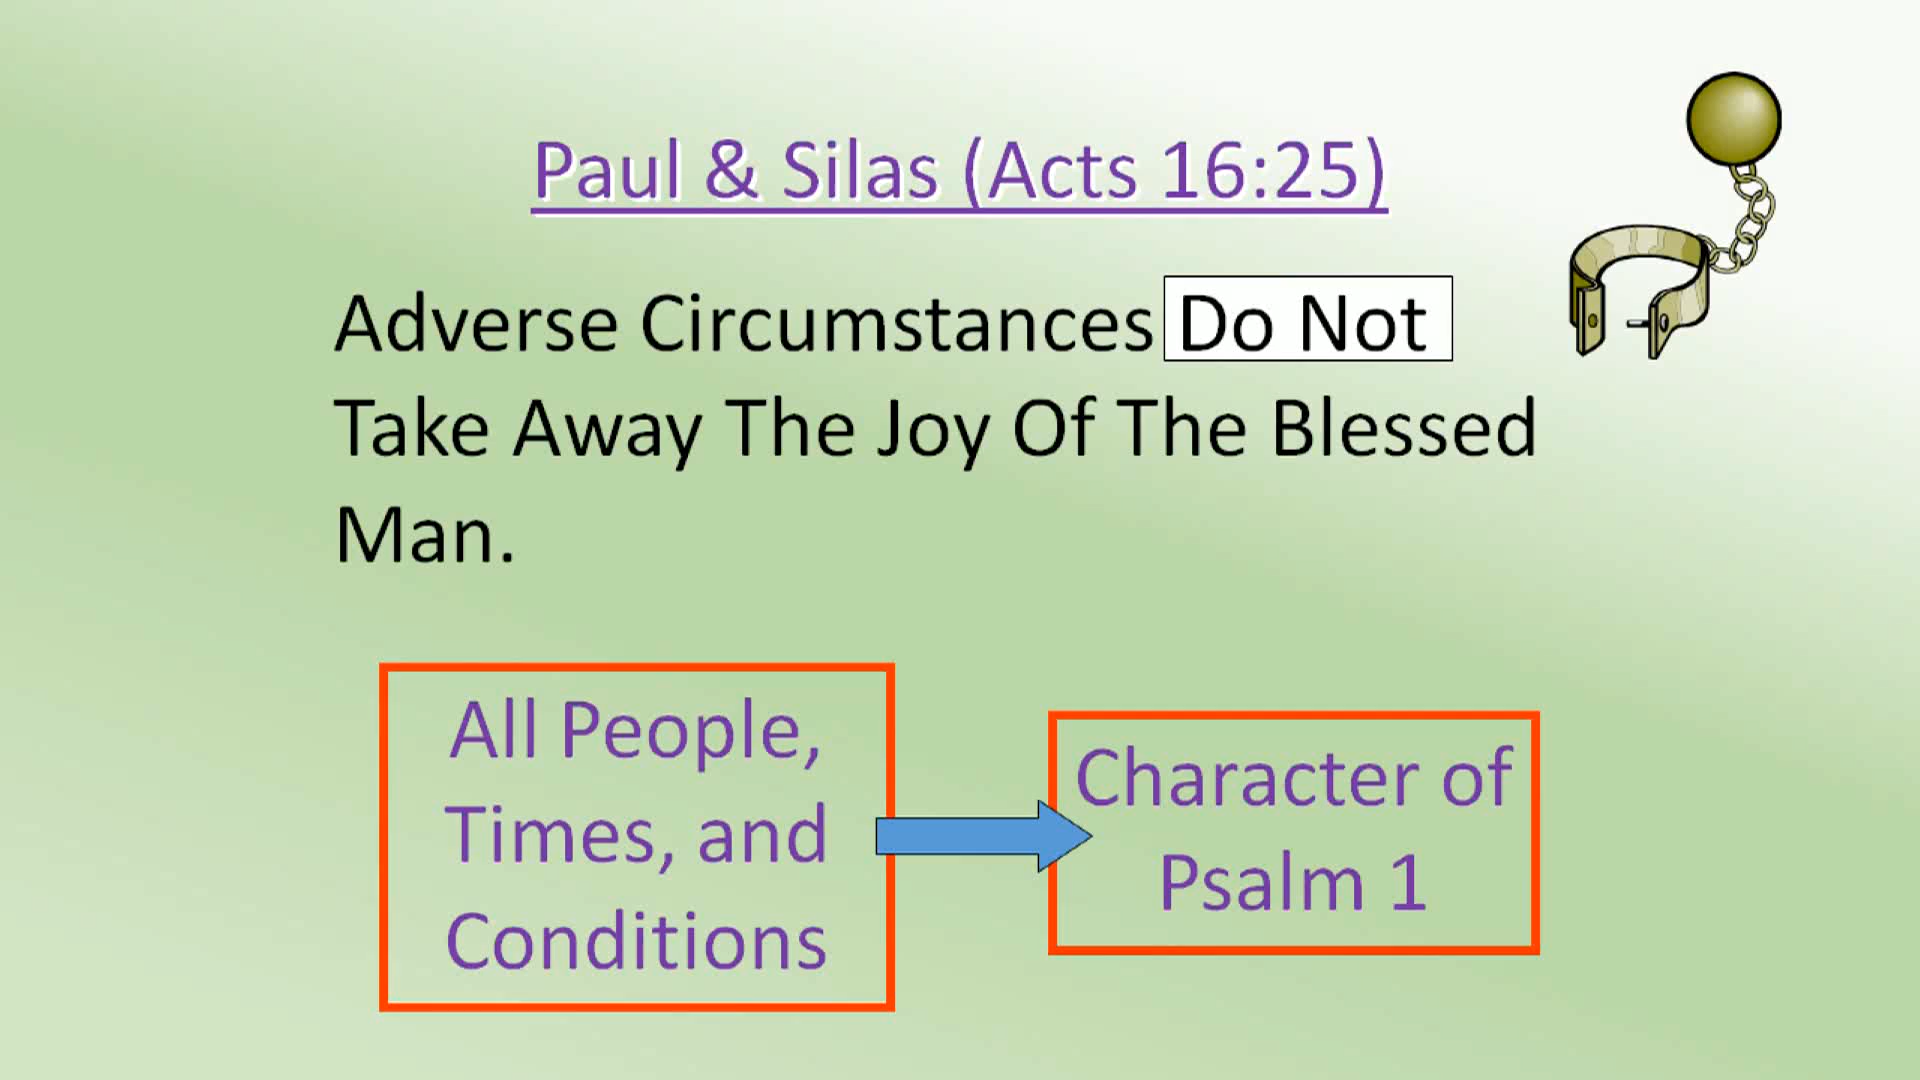 Paul & Silas (Acts 16:25)
Adverse Circumstances Do Not
Take Away The Joy Of The Blessed
Man.
All People,
Times, and
Conditions
Character of
Psalm 1